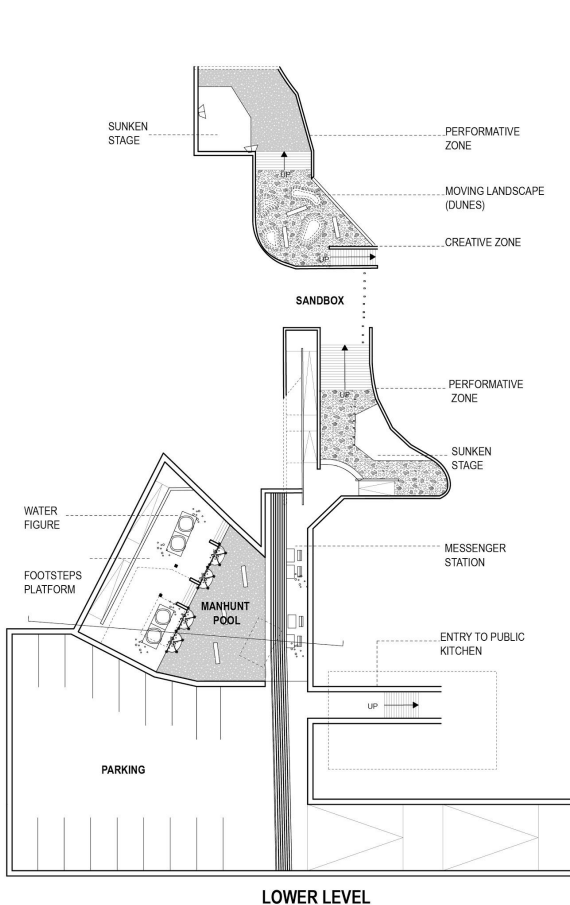 SUNKEN
STAGE
PERFORMATIVE
ZONE
UP
MOVING LANDSCAPE
(DUNES)
CREATIVE ZONE
UP
SANDBOX
PERFORMATIVE
ZONE
UP
SUNKEN
STAGE
WATER
FIGURE
MESSENGER
STATION
FOOTSTEPS
PLATFORM
MANHUNT
POOL
ENTRY TO PUBLIC
KITCHEN
UP
PARKING
LOWER LEVEL